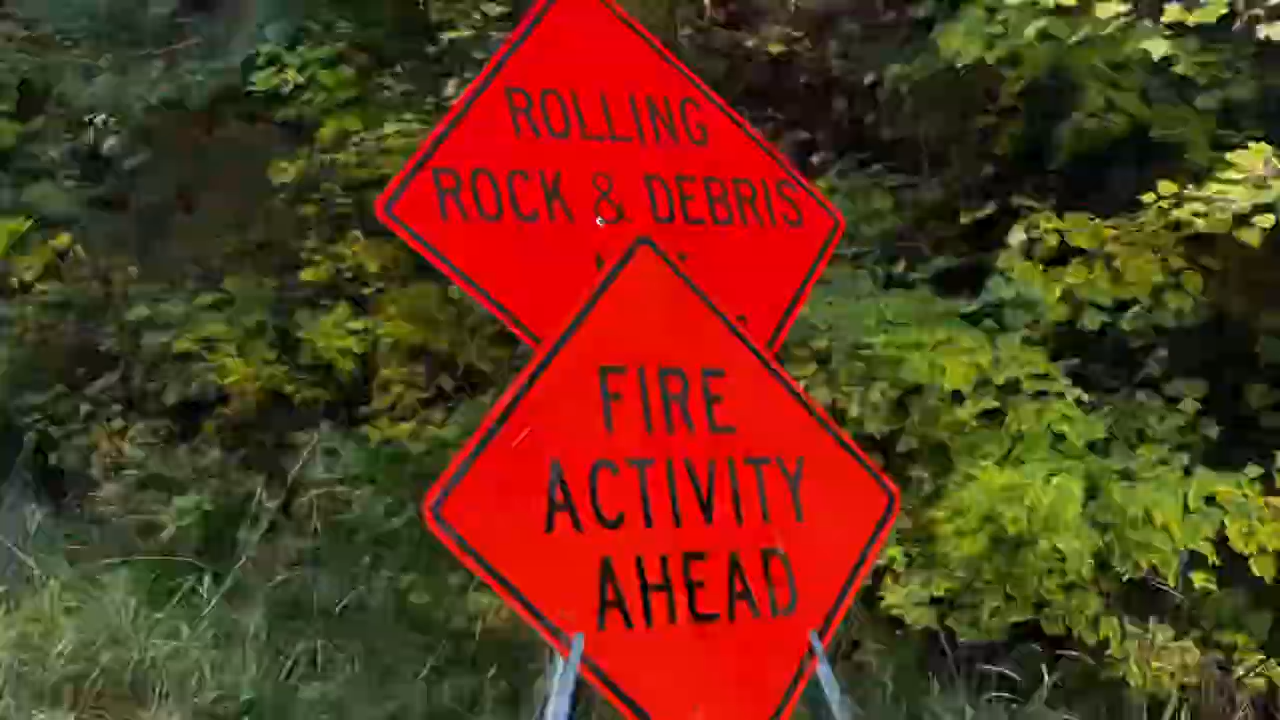 ROLLING
ROCK & DEBRIS
FIRE
ACTIVITY
AHEAD